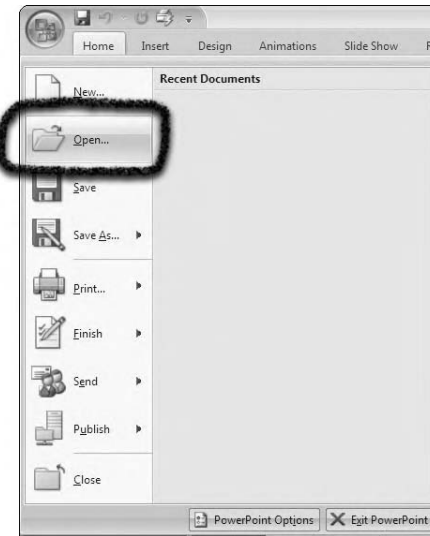 Home Insert Design Animations Slide Show
Recent Documents
New...
Open...
Save
Save As...
Print...
Finish
Send
Publish
Close
PowerPoint Options Exit PowerPoint